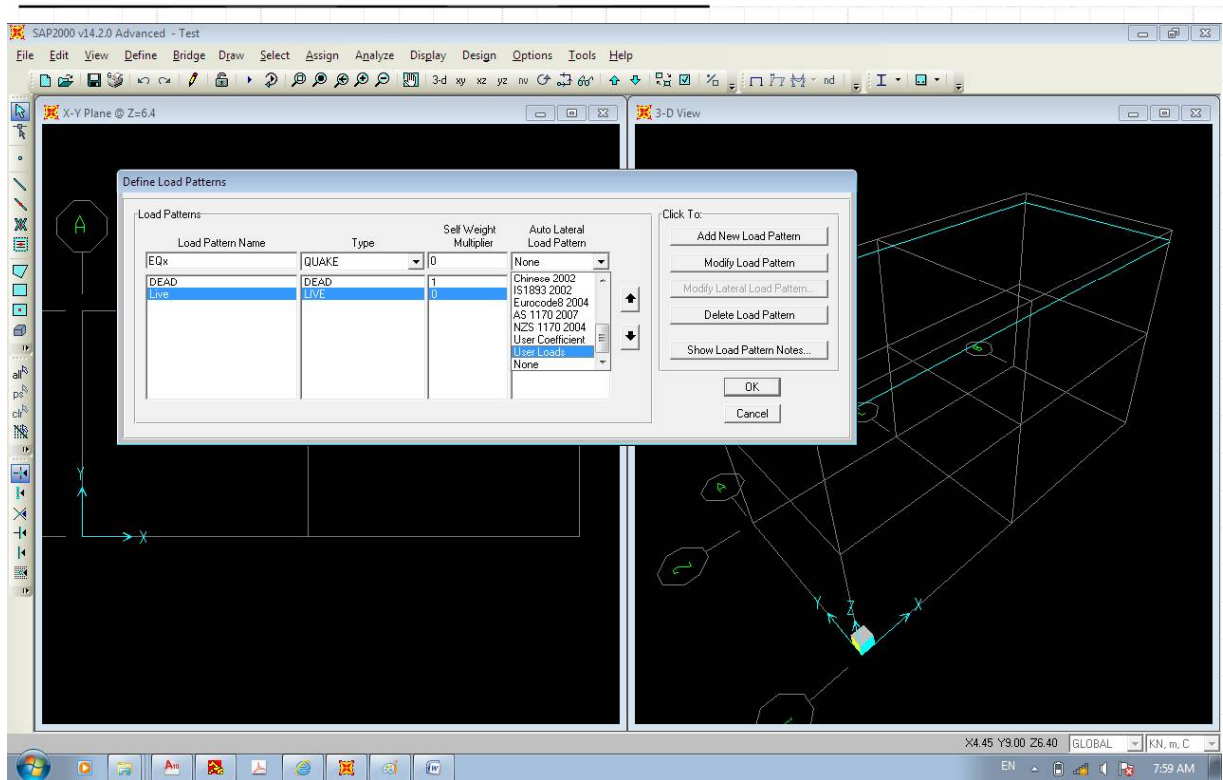 SAP2000 v14.2.0 Advanced - Test
File Edit View Define Bridge Draw Select Assign Analyze Display Design Options Tools Help
3-d xy xz yz nv
nd
X-Y Plane @ Z=6.4
3-D View
Define Load Patterns
Load Patterns
Load Pattern Name
Type
Self Weight Multiplier
Auto Lateral Load Pattern
EQx QUAKE 0 None
DEAD DEAD 1
Live LIVE 0
Chinese 2002
IS1893 2002
Eurocode8 2004
AS 1170 2007
NZS 1170 2004
User Coefficient
User Loads
None
Click To:
Add New Load Pattern
Modify Load Pattern
Modify Lateral Load Pattern...
Delete Load Pattern
Show Load Pattern Notes...
OK
Cancel
all
ps
clr
A
Y
X
Y Z X
X4.45 Y9.00 Z6.40 GLOBAL KN, m, C
EN 7:59 AM